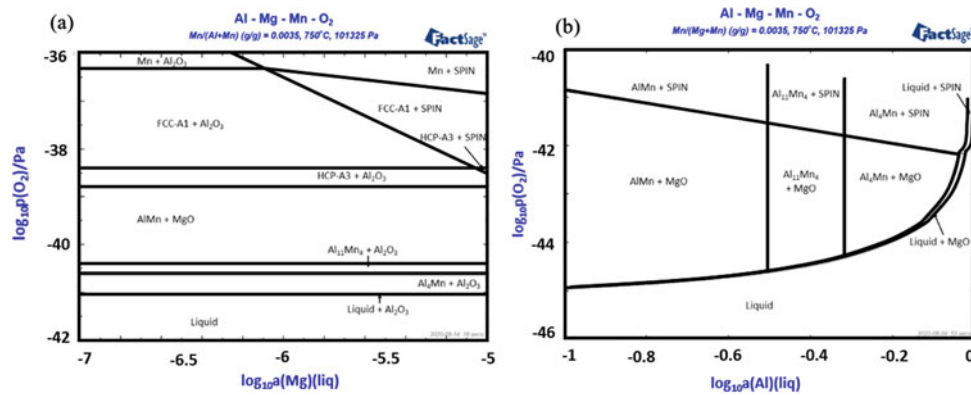 (a)
Al - Mg - Mn - O₂
Mn/(Al+Mn) (g/g) = 0.0035, 750°C, 101325 Pa
FactSage™
-36
-38
-40
-42
log₁₀p(O₂)/Pa
Mn + Al₂O₃
Mn + SPIN
FCC-A1 + SPIN
FCC-A1 + Al₂O₃
HCP-A3 + SPIN
HCP-A3 + Al₂O₃
AlMn + MgO
Al₁₁Mn₄ + Al₂O₃
Al₄Mn + Al₂O₃
Liquid + Al₂O₃
Liquid
-7
-6.5
-6
-5.5
-5
log₁₀a(Mg)(liq)
(b)
Al - Mg - Mn - O₂
Mn/(Mg+Mn) (g/g) = 0.0035, 750°C, 101325 Pa
FactSage™
-40
-42
-44
-46
log₁₀p(O₂)/Pa
AlMn + SPIN
Al₁₁Mn₄ + SPIN
Liquid + SPIN
Al₄Mn + SPIN
AlMn + MgO
Al₁₁Mn₄
+ MgO
Al₄Mn + MgO
Liquid + MgO
Liquid
-1
-0.8
-0.6
-0.4
-0.2
0
log₁₀a(Al)(liq)